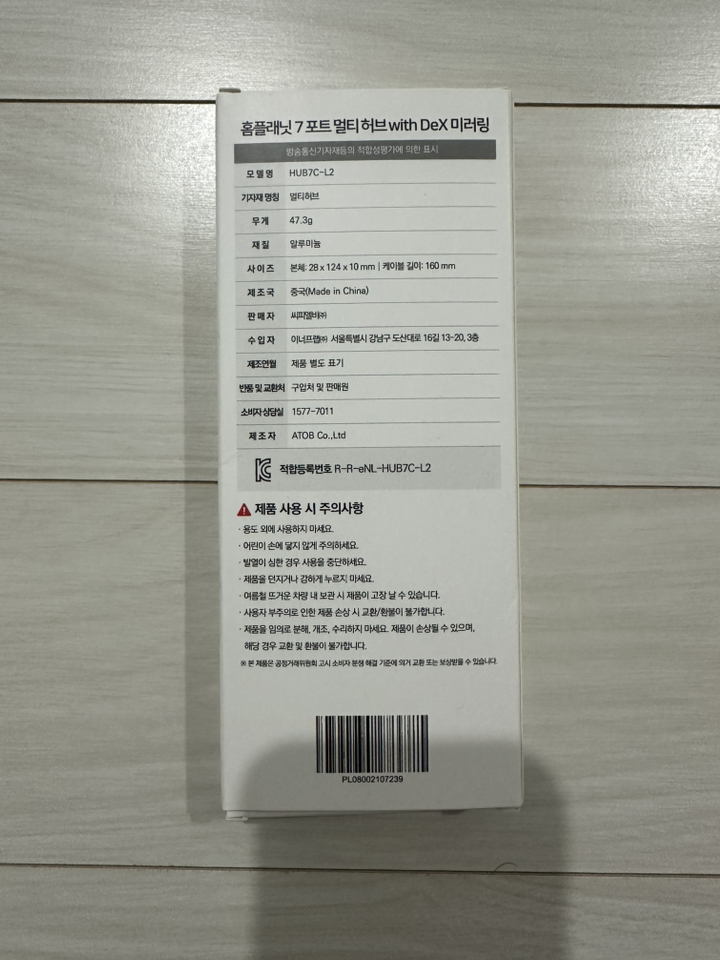 홈플래닛 7 포트 멀티 허브 with DeX 미러링
방송통신기자재등의 적합성평가에 의한 표시
모 델 명 HUB7C-L2
기자재 명칭 멀티허브
무 게 47.3g
재 질 알루미늄
사 이 즈 본체: 28 x 124 x 10 mm | 케이블 길이: 160 mm
제 조 국 중국(Made in China)
판 매 자 씨피엘비㈜
수 입 자 이너프랩㈜ 서울특별시 강남구 도산대로 16길 13-20, 3층
제조연월 제품 별도 표기
반품 및 교환처 구입처 및 판매원
소비자 상담실 1577-7011
제 조 자 ATOB Co.,Ltd
적합등록번호 R-R-eNL-HUB7C-L2
제품 사용 시 주의사항
· 용도 외에 사용하지 마세요.
· 어린이 손에 닿지 않게 주의하세요.
· 발열이 심한 경우 사용을 중단하세요.
· 제품을 던지거나 강하게 누르지 마세요.
· 여름철 뜨거운 차량 내 보관 시 제품이 고장 날 수 있습니다.
· 사용자 부주의로 인한 제품 손상 시 교환/환불이 불가합니다.
· 제품을 임의로 분해, 개조, 수리하지 마세요. 제품이 손상될 수 있으며,
해당 경우 교환 및 환불이 불가합니다.
※ 본 제품은 공정거래위원회 고시 소비자 분쟁 해결 기준에 의거 교환 또는 보상받을 수 있습니다.
PL08002107239